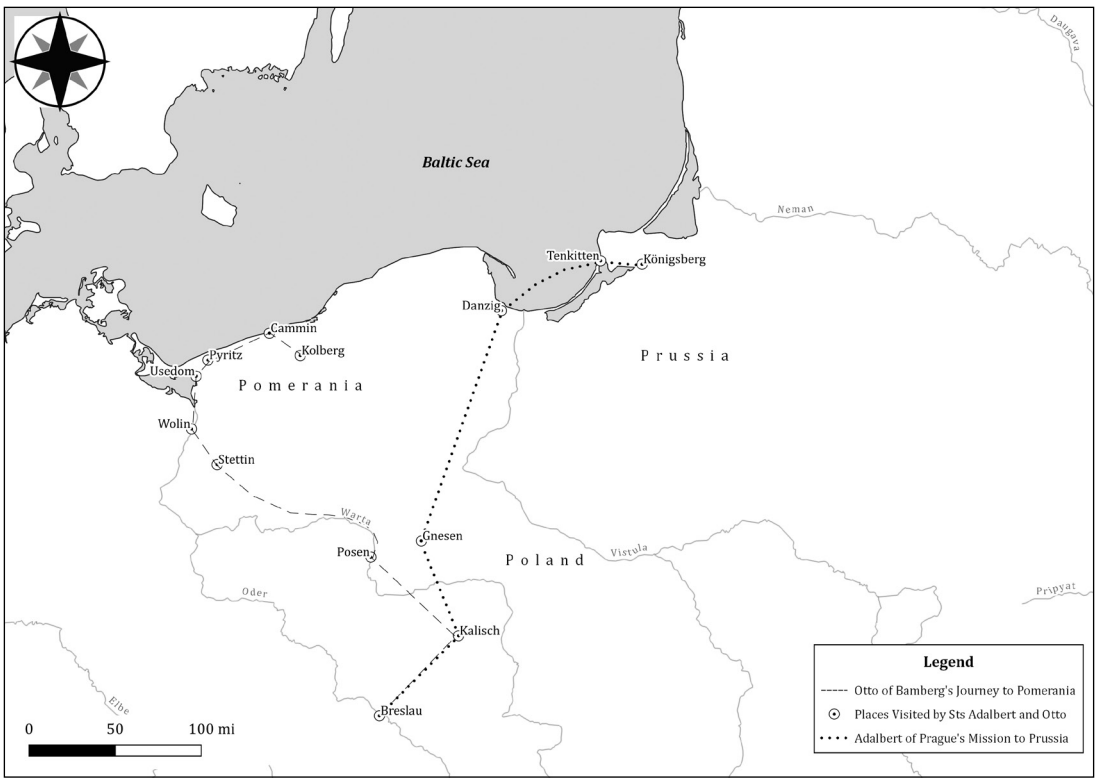 Daugava
Baltic Sea
Neman
Tenkitten
Königsberg
Danzig
Cammin
Prussia
Kolberg
Pyritz
Usedom
Pomerania
Wolin
Stettin
Warta
Gnesen
Posen
Poland
Vistula
Oder
Pripyat
Kalisch
Elbe
Breslau
0 50 100 mi
Legend
Otto of Bamberg's Journey to Pomerania
Places Visited by Sts Adalbert and Otto
Adalbert of Prague's Mission to Prussia